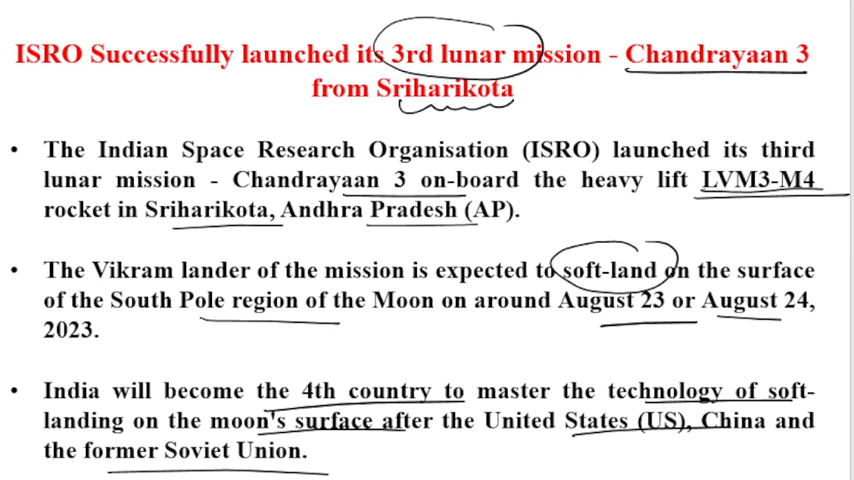 ISRO Successfully launched its 3rd lunar mission - Chandrayaan 3
from Sriharikota
• The Indian Space Research Organisation (ISRO) launched its third
lunar mission - Chandrayaan 3 on-board the heavy lift LVM3-M4
rocket in Sriharikota, Andhra Pradesh (AP).
• The Vikram lander of the mission is expected to soft-land on the surface
of the South Pole region of the Moon on around August 23 or August 24,
2023.
• India will become the 4th country to master the technology of soft-
landing on the moon's surface after the United States (US), China and
the former Soviet Union.